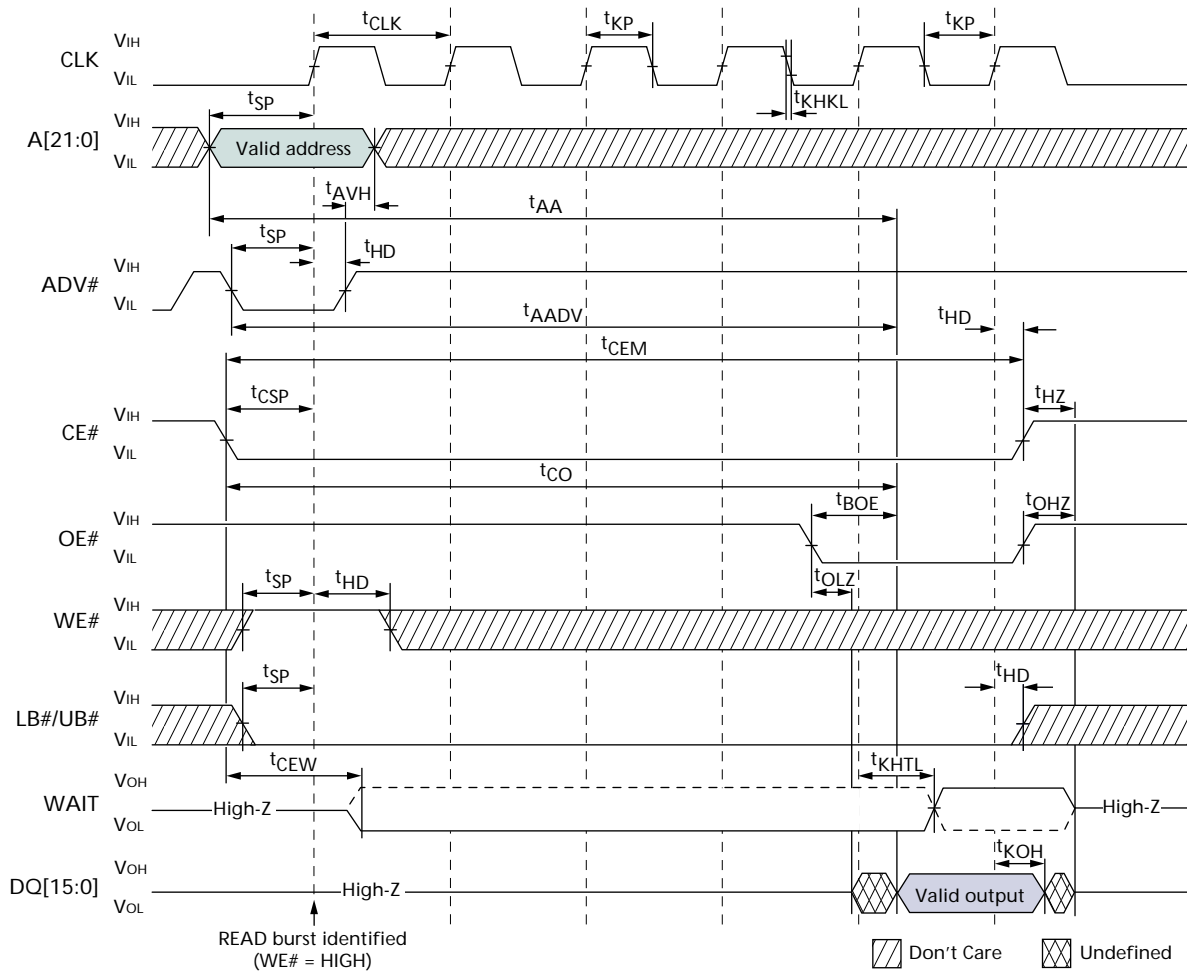 tCLK tKP tKP
VIH
CLK
VIL
tSP tKHKL
VIH
A[21:0] Valid address
VIL
tAVH
tAA
tSP tHD
VIH
ADV#
VIL
tAADV tHD
tCEM
tCSP tHZ
VIH
CE#
VIL
tCO
tBOE tOHZ
VIH
OE#
VIL
tSP tHD tOLZ
VIH
WE#
VIL
tSP tHD
VIH
LB#/UB#
VIL
tCEW tKHTL
VOH
WAIT High-Z High-Z
VOL
tKOH
VOH
DQ[15:0] High-Z Valid output
VOL
READ burst identified
(WE# = HIGH)
Don't Care Undefined